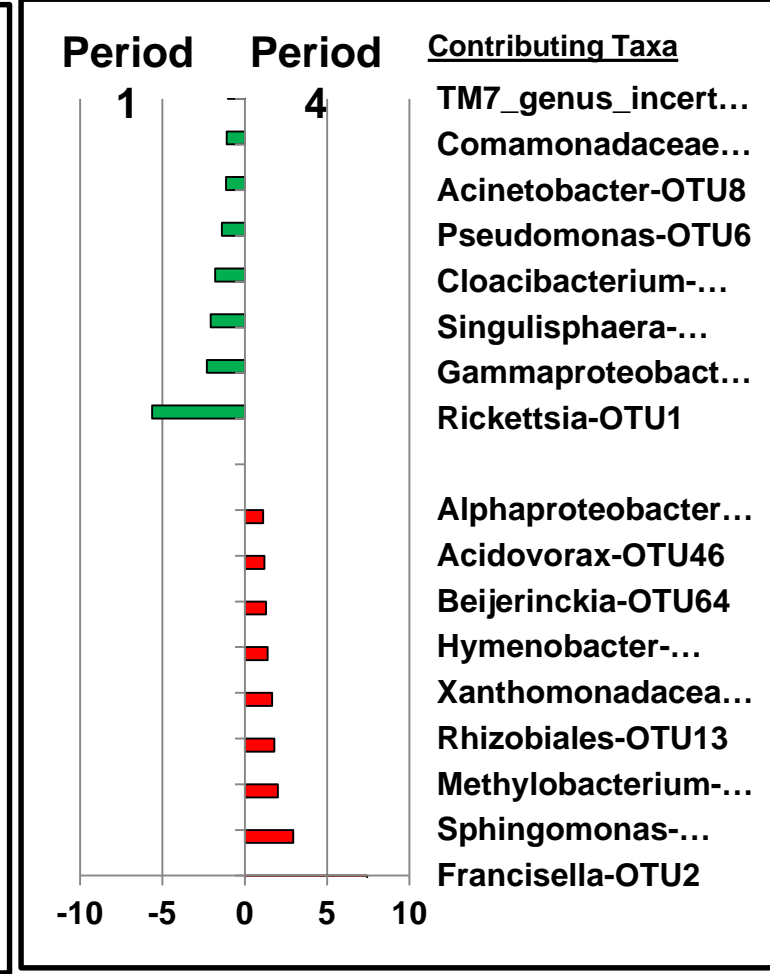 Period Period
1 4
Contributing Taxa
TM7_genus_incert…
Comamonadaceae…
Acinetobacter-OTU8
Pseudomonas-OTU6
Cloacibacterium-…
Singulisphaera-…
Gammaproteobact…
Rickettsia-OTU1
Alphaproteobacter…
Acidovorax-OTU46
Beijerinckia-OTU64
Hymenobacter-…
Xanthomonadacea…
Rhizobiales-OTU13
Methylobacterium-…
Sphingomonas-…
Francisella-OTU2
-10 -5 0 5 10